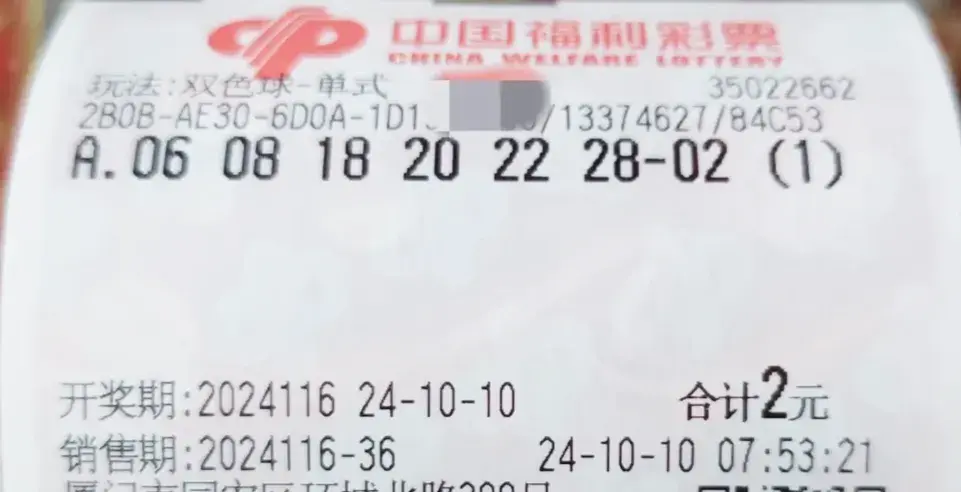 中国福利彩票
CHINA WELFARE LOTTERY
玩法:双色球-单式 35022662
2B0B-AE30-6D0A-1D1 /13374627/84C53
A. 06 08 18 20 22 28-02 (1)
开奖期:2024116 24-10-10 合计2元
销售期:2024116-36 24-10-10 07:53:21